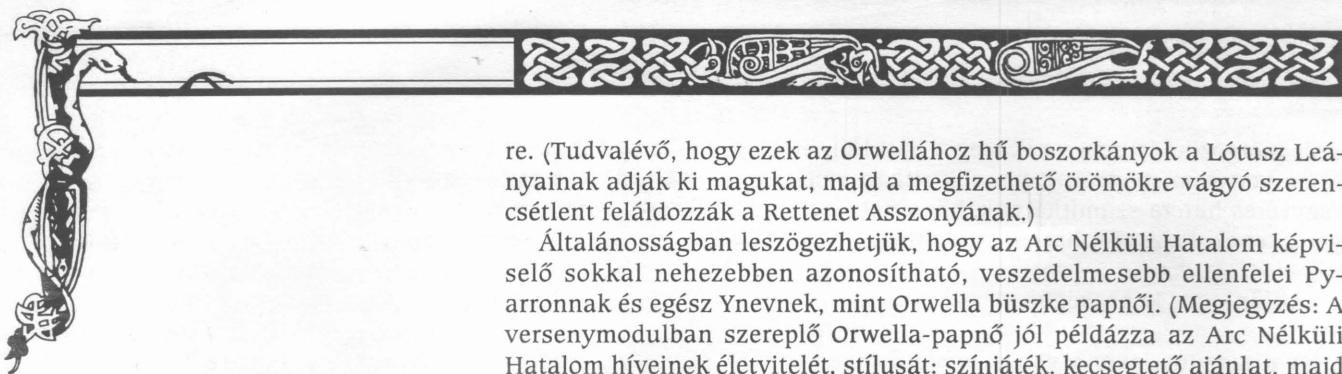 re. (Tudvalévő, hogy ezek az Orwellához hű boszorkányok a Lótusz Leá-
nyainak adják ki magukat, majd a megfizethető örömökre vágyó szeren-
csétlent feláldozzák a Rettenet Asszonyának.)
Általánosságban leszögezhetjük, hogy az Arc Nélküli Hatalom képvi-
selő sokkal nehezebben azonosítható, veszedelmesebb ellenfelei Py-
arronnak és egész Ynevnek, mint Orwella büszke papnői. (Megjegyzés: A
versenymodulban szereplő Orwella-papnő jól példázza az Arc Nélküli
Hatalom híveinek életvitelét, stílusát: színjáték, kecsegtető ajánlat, majd